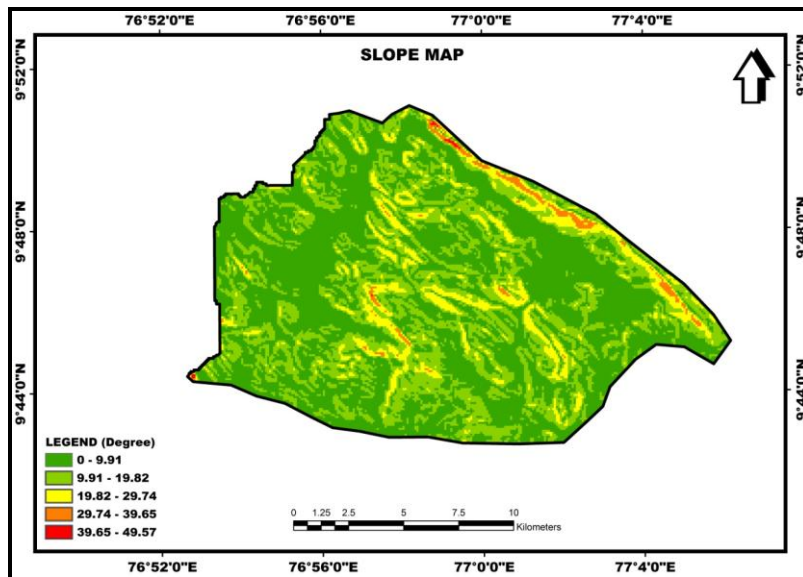 76°52'0"E 76°56'0"E 77°0'0"E 77°4'0"E
SLOPE MAP
9°52'0"N 9°52'0"N
9°48'0"N 9°48'0"N
9°44'0"N 9°44'0"N
LEGEND (Degree)
0 - 9.91
9.91 - 19.82
19.82 - 29.74
29.74 - 39.65
39.65 - 49.57
0 1.25 2.5 5 7.5 10
Kilometers
76°52'0"E 76°56'0"E 77°0'0"E 77°4'0"E